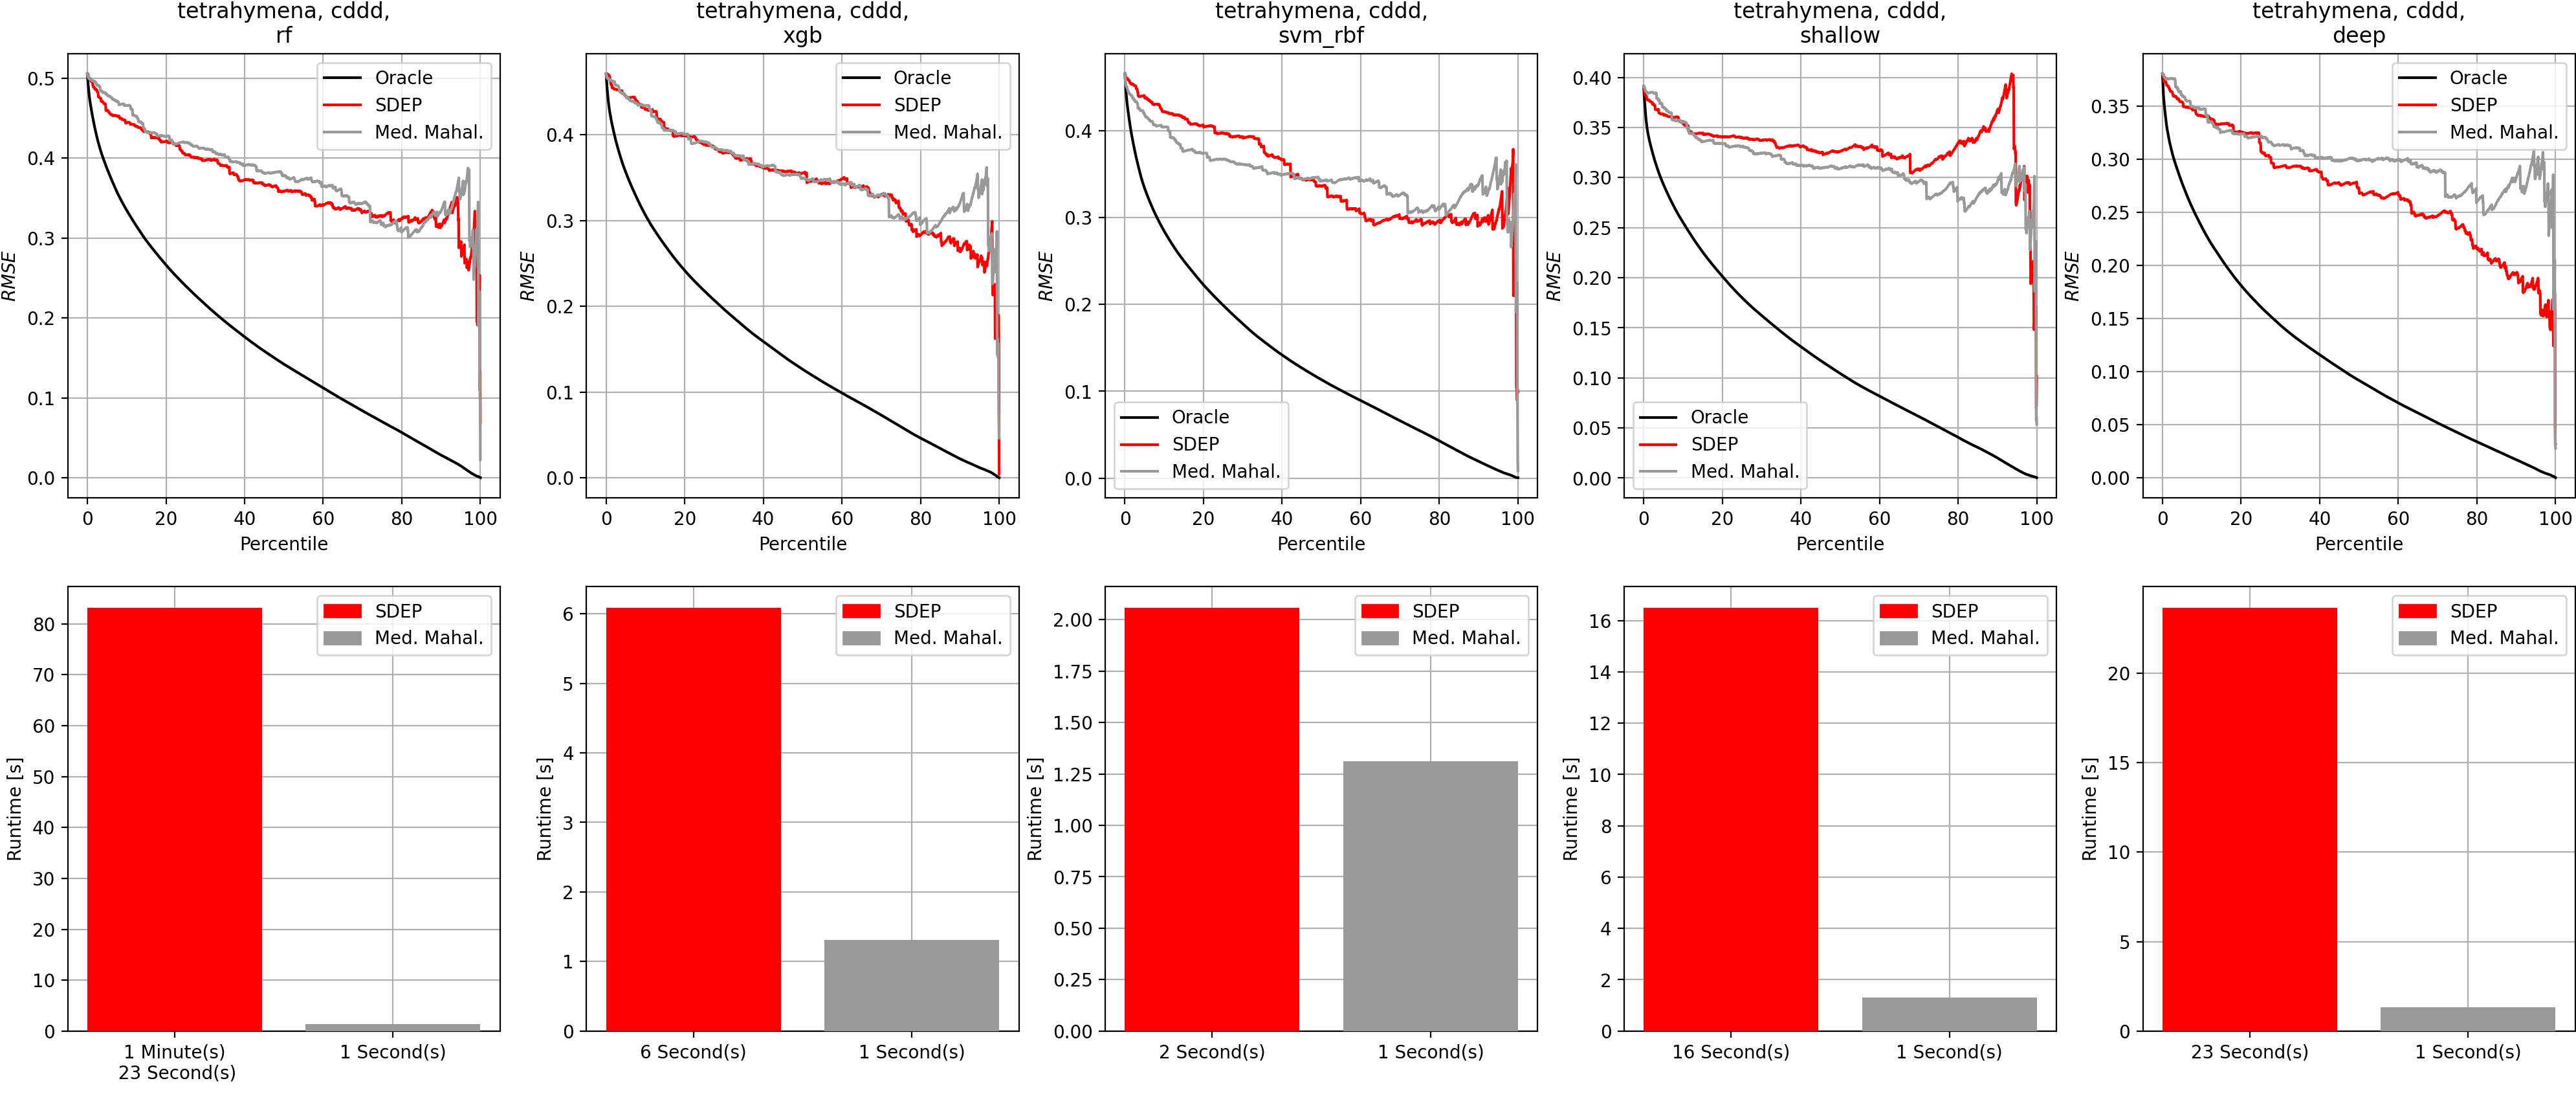 tetrahymena, cddd,
rf
0.5
0.4
0.3
0.2
0.1
0.0
RMSE
Oracle
SDEP
Med. Mahal.
0 20 40 60 80 100
Percentile
tetrahymena, cddd,
xgb
0.4
0.3
0.2
0.1
0.0
RMSE
Oracle
SDEP
Med. Mahal.
0 20 40 60 80 100
Percentile
tetrahymena, cddd,
svm_rbf
0.4
0.3
0.2
0.1
0.0
RMSE
Oracle
SDEP
Med. Mahal.
0 20 40 60 80 100
Percentile
tetrahymena, cddd,
shallow
0.40
0.35
0.30
0.25
0.20
0.15
0.10
0.05
0.00
RMSE
Oracle
SDEP
Med. Mahal.
0 20 40 60 80 100
Percentile
tetrahymena, cddd,
deep
0.35
0.30
0.25
0.20
0.15
0.10
0.05
0.00
RMSE
Oracle
SDEP
Med. Mahal.
0 20 40 60 80 100
Percentile
80
70
60
50
40
30
20
10
0
Runtime [s]
SDEP
Med. Mahal.
1 Minute(s)
23 Second(s)
1 Second(s)
6
5
4
3
2
1
0
Runtime [s]
SDEP
Med. Mahal.
6 Second(s)
1 Second(s)
2.00
1.75
1.50
1.25
1.00
0.75
0.50
0.25
0.00
Runtime [s]
SDEP
Med. Mahal.
2 Second(s)
1 Second(s)
16
14
12
10
8
6
4
2
0
Runtime [s]
SDEP
Med. Mahal.
16 Second(s)
1 Second(s)
20
15
10
5
0
Runtime [s]
SDEP
Med. Mahal.
23 Second(s)
1 Second(s)